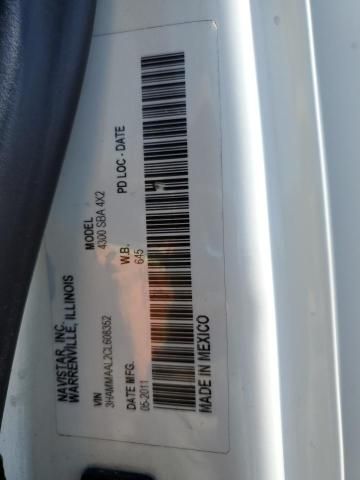 NAVISTAR, INC.
WARRENVILLE, ILLINOIS
VIN MODEL
3HAMMAAL2CL608352 4300 SBA 4X2
DATE MFG. W.B. PD LOC - DATE
05-2011 645
MADE IN MEXICO